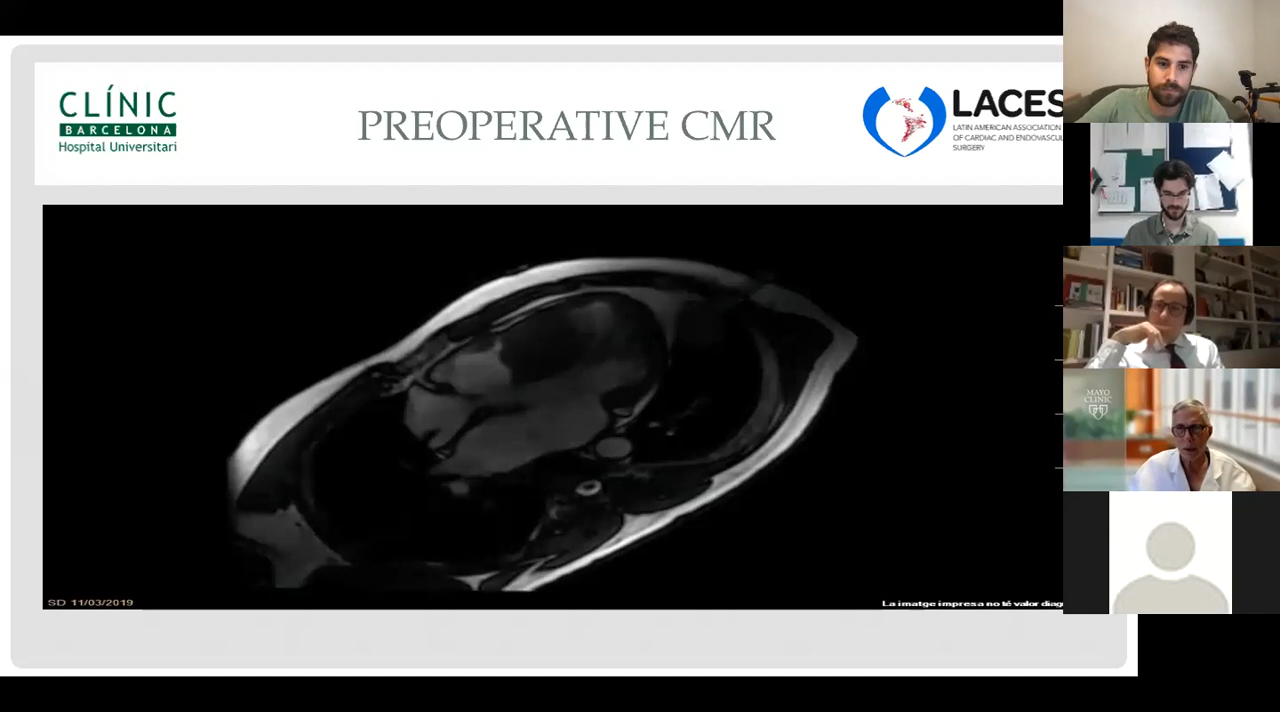 CLÍNIC
BARCELONA
Hospital Universitari
PREOPERATIVE CMR
LACES
LATIN AMERICAN ASSOCIATION
OF CARDIAC AND ENDOVASCUL
SURGERY
SD 11/03/2019
La imatge impresa no té valor diag
MAYO
CLINIC